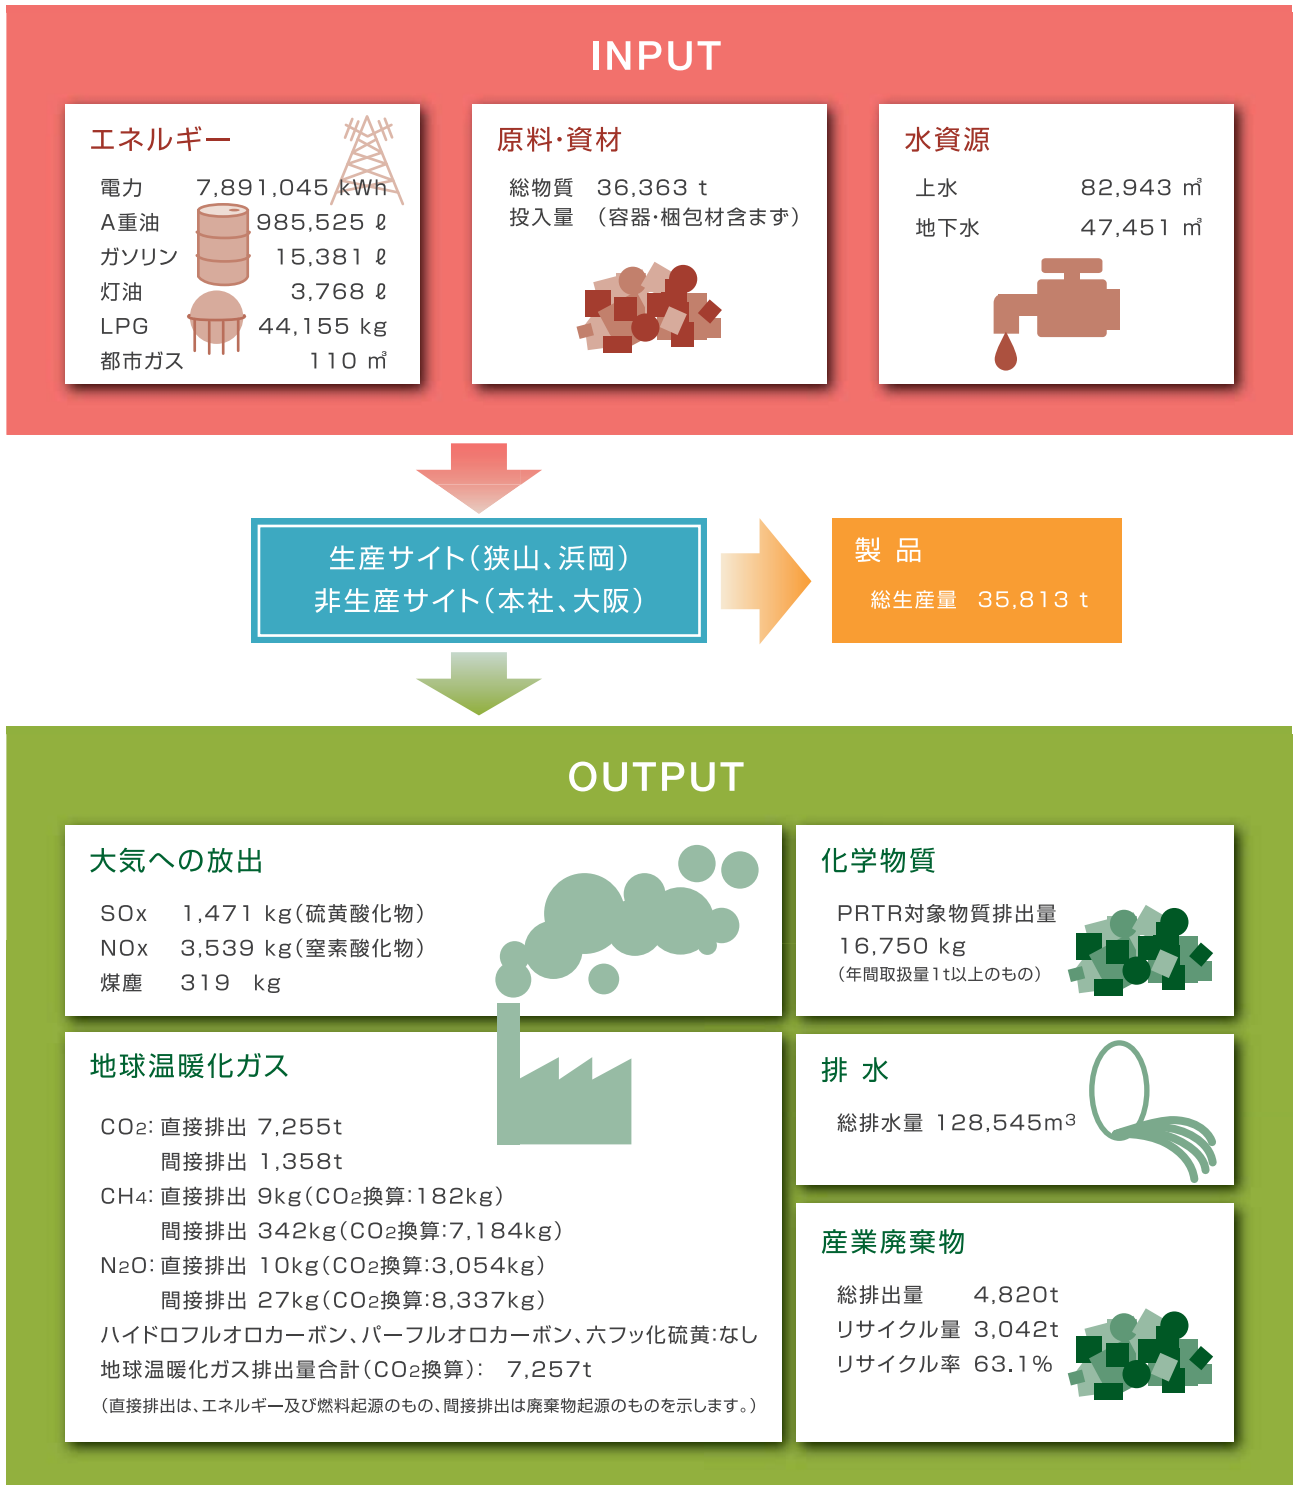 INPUT
エネルギー
電力 7,891,045 kWh
A重油 985,525 ℓ
ガソリン 15,381 ℓ
灯油 3,768 ℓ
LPG 44,155 kg
都市ガス 110 ㎥
原料・資材
総物質 36,363 t
投入量 （容器・梱包材含まず）
水資源
上水 82,943 ㎥
地下水 47,451 ㎥
生産サイト（狭山、浜岡）
非生産サイト（本社、大阪）
製 品
総生産量 35,813 t
OUTPUT
大気への放出
SOx 1,471 kg（硫黄酸化物）
NOx 3,539 kg（窒素酸化物）
煤塵 319 kg
地球温暖化ガス
CO2：直接排出 7,255t
間接排出 1,358t
CH4：直接排出 9kg（CO2換算：182kg）
間接排出 342kg（CO2換算：7,184kg）
N2O：直接排出 10kg（CO2換算：3,054kg）
間接排出 27kg（CO2換算：8,337kg）
ハイドロフルオロカーボン、パーフルオロカーボン、六フッ化硫黄：なし
地球温暖化ガス排出量合計（CO2換算）： 7,257t
（直接排出は、エネルギー及び燃料起源のもの、間接排出は廃棄物起源のものを示します。）
化学物質
PRTR対象物質排出量
16,750 kg
（年間取扱量1t以上のもの）
排 水
総排水量 128,545m³
産業廃棄物
総排出量 4,820t
リサイクル量 3,042t
リサイクル率 63.1%